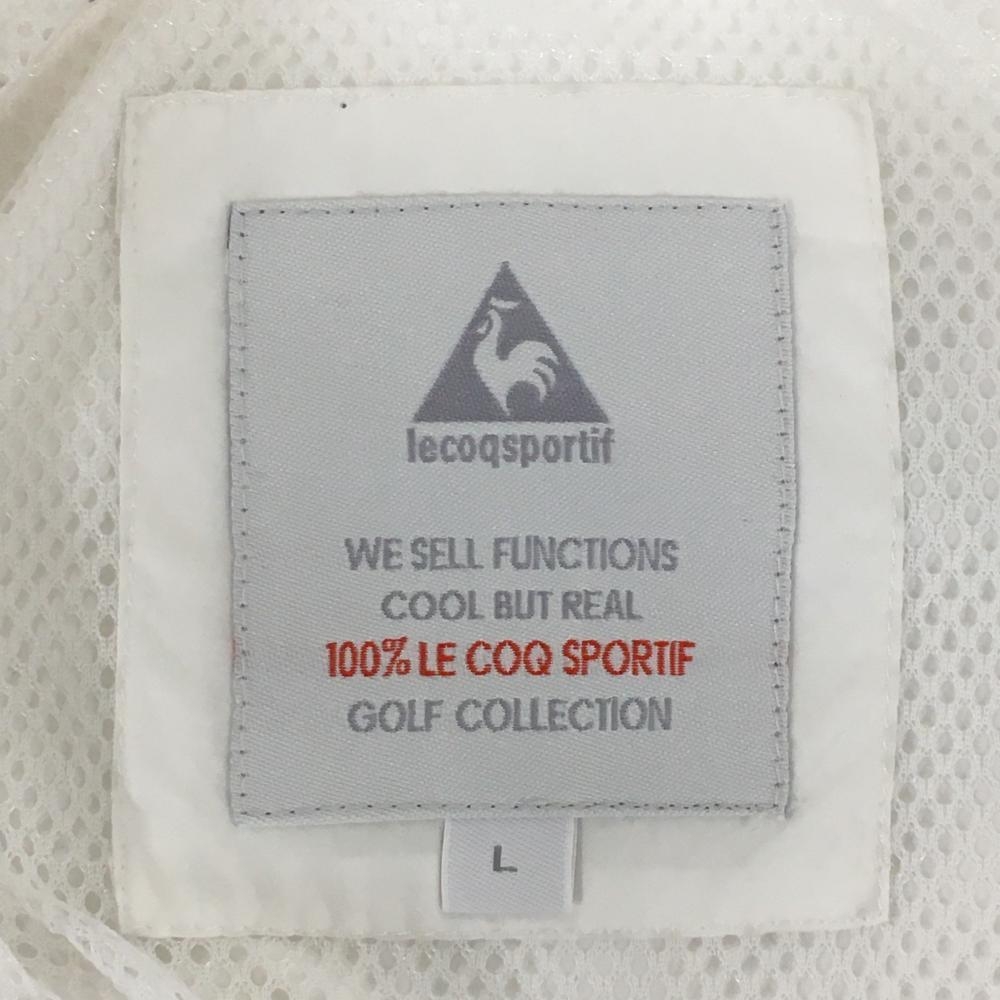 lecoqsportif
WE SELL FUNCTIONS
COOL BUT REAL
100% LE COQ SPORTIF
GOLF COLLECTION
L